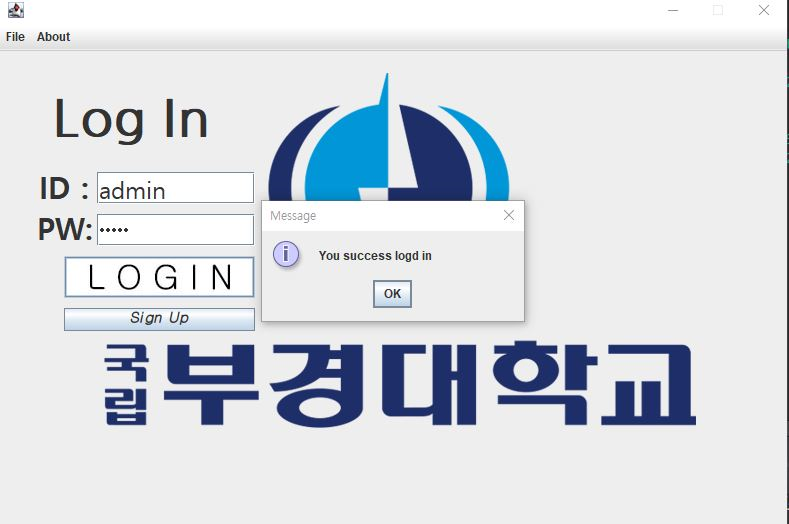 File About
Log In
ID : admin
PW: •••••
LOGIN
Sign Up
Message
You success logd in
OK
국립 부경대학교